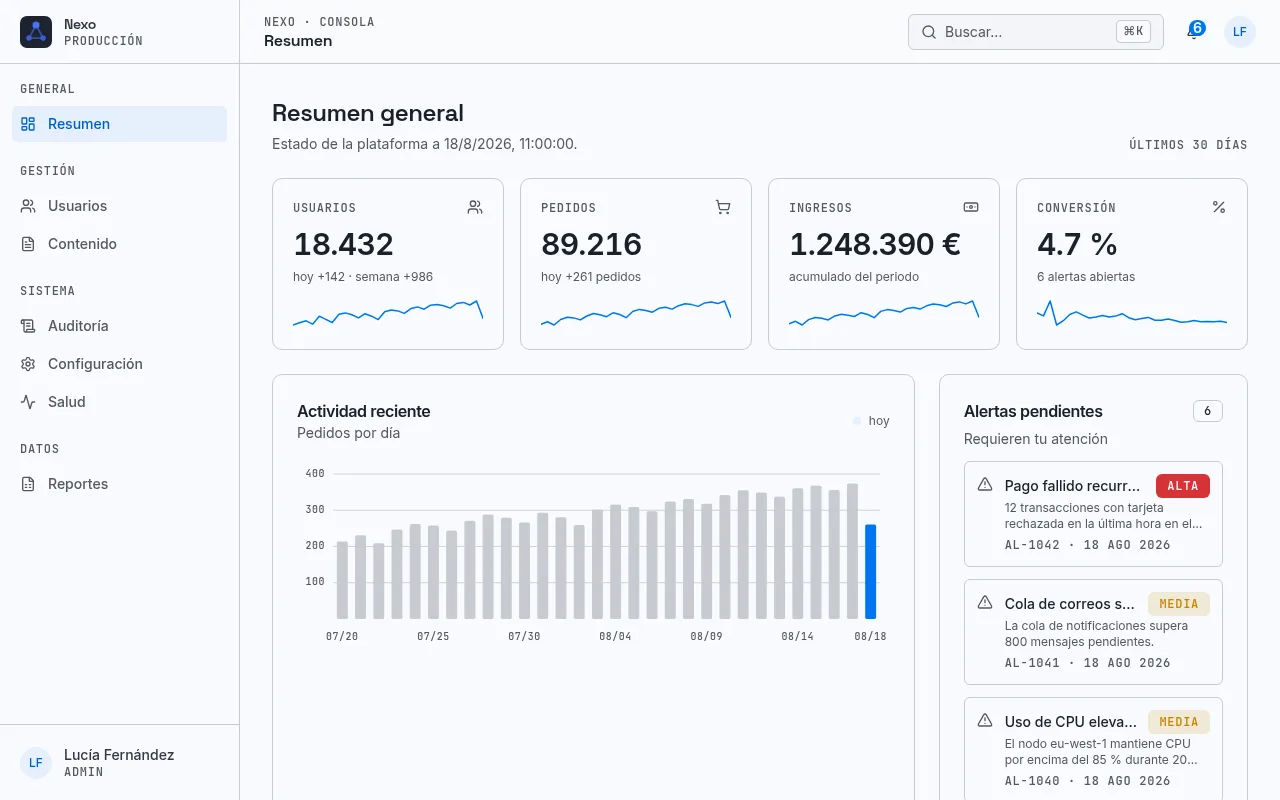 Nexo
PRODUCCIÓN
NEXO · CONSOLA
Resumen
Buscar...
⌘K
6
LF
GENERAL
Resumen
GESTIÓN
Usuarios
Contenido
SISTEMA
Auditoría
Configuración
Salud
DATOS
Reportes
LF
Lucía Fernández
ADMIN
Resumen general
Estado de la plataforma a 18/8/2026, 11:00:00.
ÚLTIMOS 30 DÍAS
USUARIOS
18.432
hoy +142 · semana +986
PEDIDOS
89.216
hoy +261 pedidos
INGRESOS
1.248.390 €
acumulado del periodo
CONVERSIÓN
4.7 %
6 alertas abiertas
Actividad reciente
Pedidos por día
hoy
400
300
200
100
07/20
07/25
07/30
08/04
08/09
08/14
08/18
Alertas pendientes
6
Requieren tu atención
Pago fallido recurr...
ALTA
12 transacciones con tarjeta
rechazada en la última hora en el...
AL-1042 · 18 AGO 2026
Cola de correos s...
MEDIA
La cola de notificaciones supera
800 mensajes pendientes.
AL-1041 · 18 AGO 2026
Uso de CPU eleva...
MEDIA
El nodo eu-west-1 mantiene CPU
por encima del 85 % durante 20...
AL-1040 · 18 AGO 2026